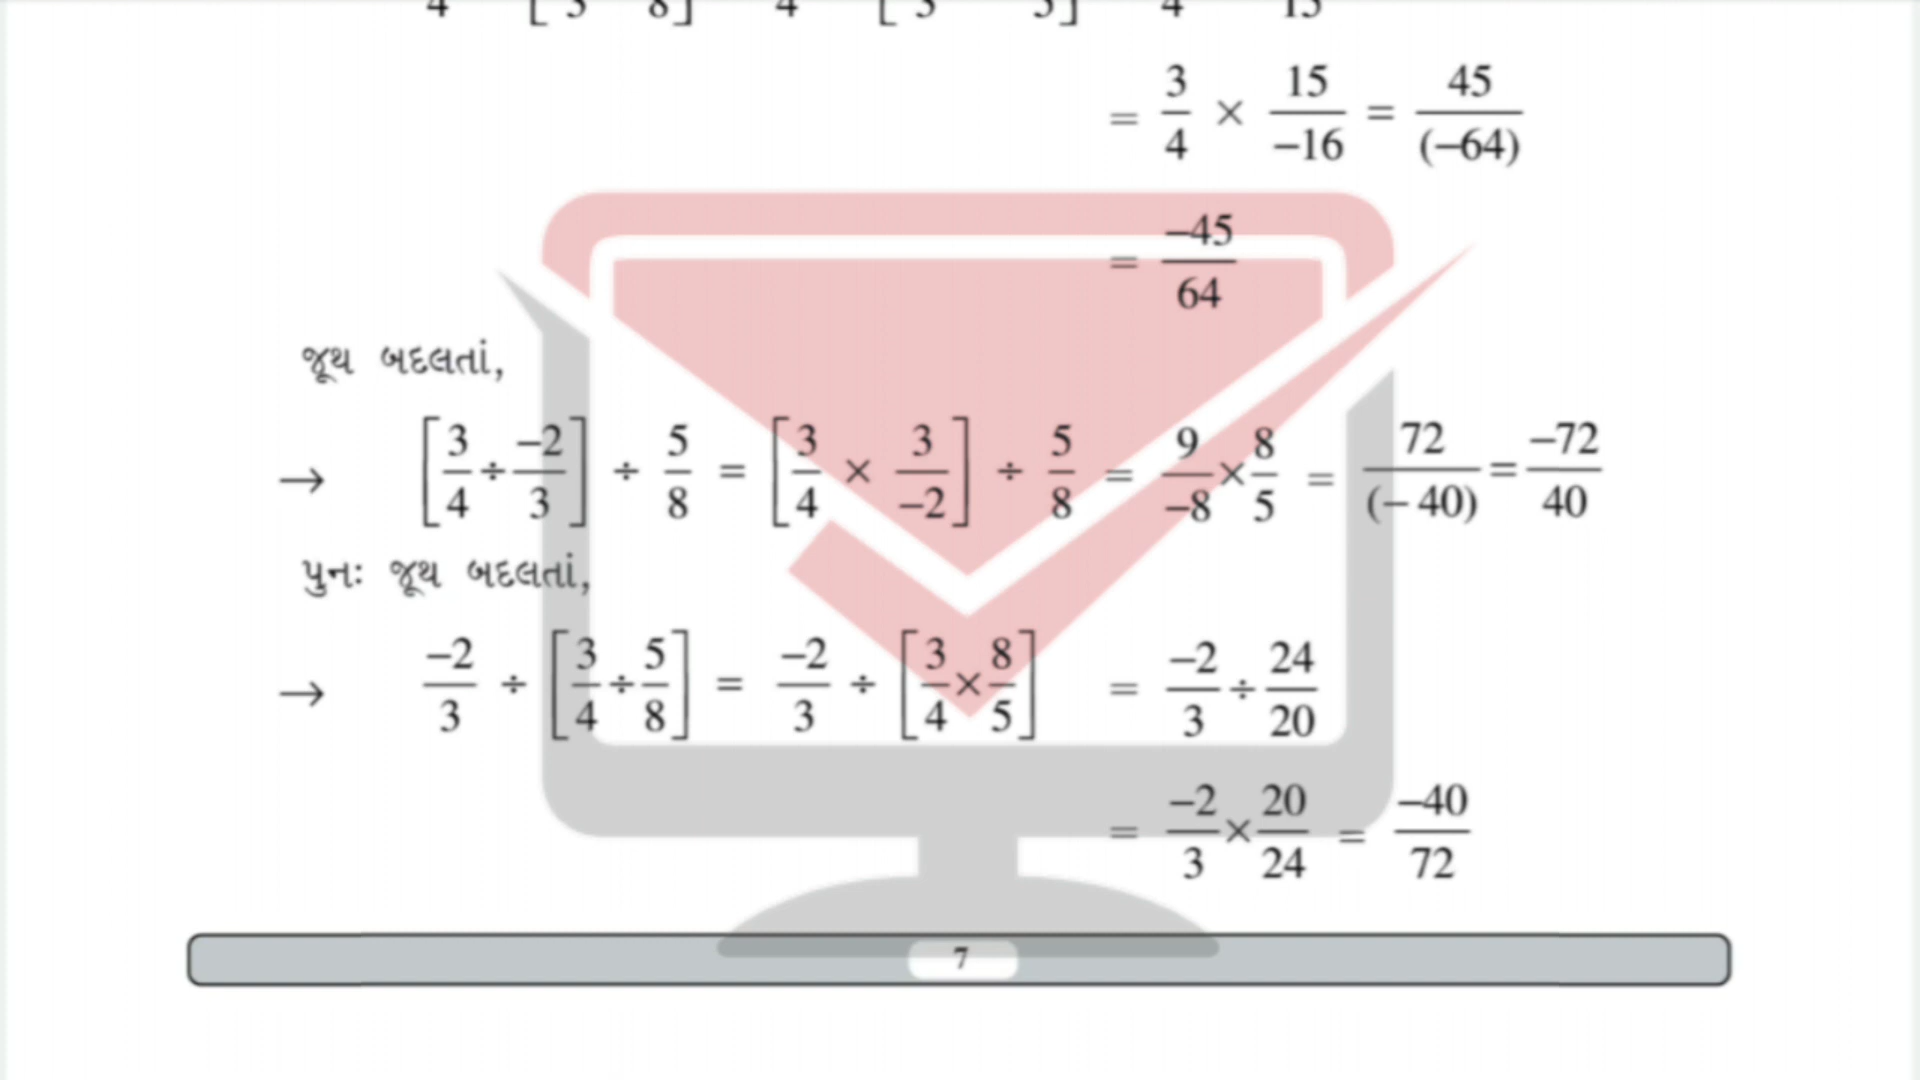 = 3/4 × 15/−16 = 45/(−64)
= −45/64
જૂથ બદલતાં,
→ [3/4 ÷ −2/3] ÷ 5/8 = [3/4 × 3/−2] ÷ 5/8 = 9/−8 × 8/5 = 72/(− 40) = −72/40
પુનઃ જૂથ બદલતાં,
→ −2/3 ÷ [3/4 ÷ 5/8] = −2/3 ÷ [3/4 × 8/5] = −2/3 ÷ 24/20
= −2/3 × 20/24 = −40/72
7